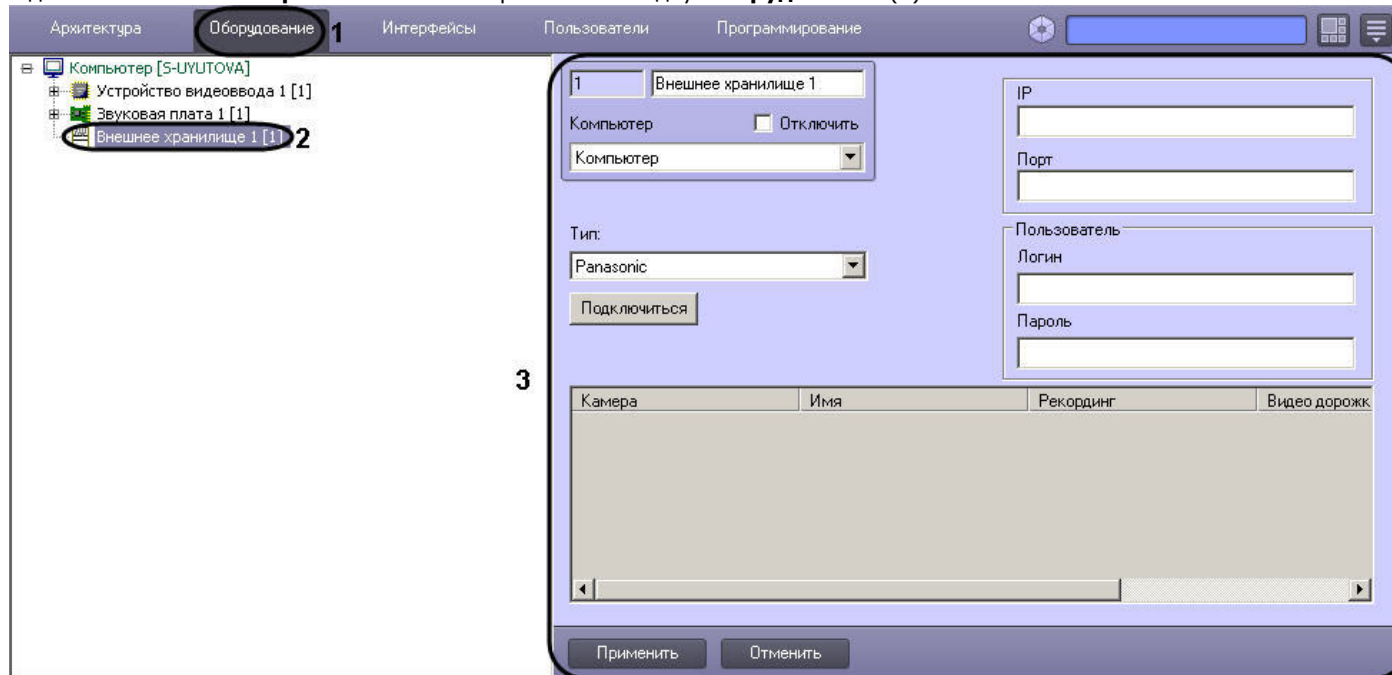 Архитектура Оборудование 1 Интерфейсы Пользователи Программирование
Компьютер [S-UYUTOVA]
Устройство видеоввода 1 [1]
Звуковая плата 1 [1]
Внешнее хранилище 1 [1] 2
3
1 Внешнее хранилище 1
Компьютер Отключить
Компьютер
Тип:
Panasonic
Подключиться
IP
Порт
Пользователь
Логин
Пароль
Камера Имя Рекординг Видео дорожк
Применить Отменить